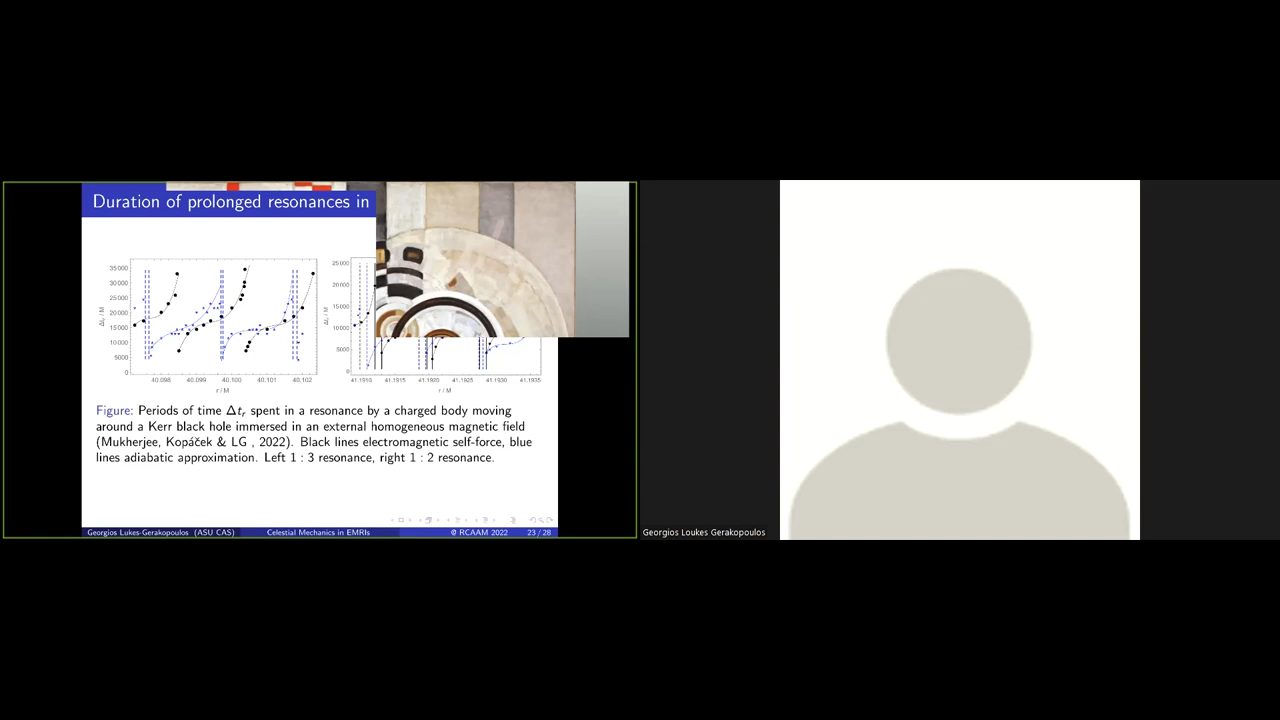 Duration of prolonged resonances in
35000
30000
25000
20000
15000
10000
5000
0
Δtᵣ / M
40.098 40.099 40.100 40.101 40.102
r / M
25000
20000
15000
10000
5000
0
Δtᵣ / M
41.1910 41.1915 41.1920 41.1925 41.1930 41.1935
r / M
Figure: Periods of time Δtᵣ spent in a resonance by a charged body moving
around a Kerr black hole immersed in an external homogeneous magnetic field
(Mukherjee, Kopáček & LG , 2022). Black lines electromagnetic self-force, blue
lines adiabatic approximation. Left 1 : 3 resonance, right 1 : 2 resonance.
Georgios Lukes-Gerakopoulos (ASU CAS) Celestial Mechanics in EMRIs @ RCAAM 2022 23 / 28
Georgios Loukes Gerakopoulos